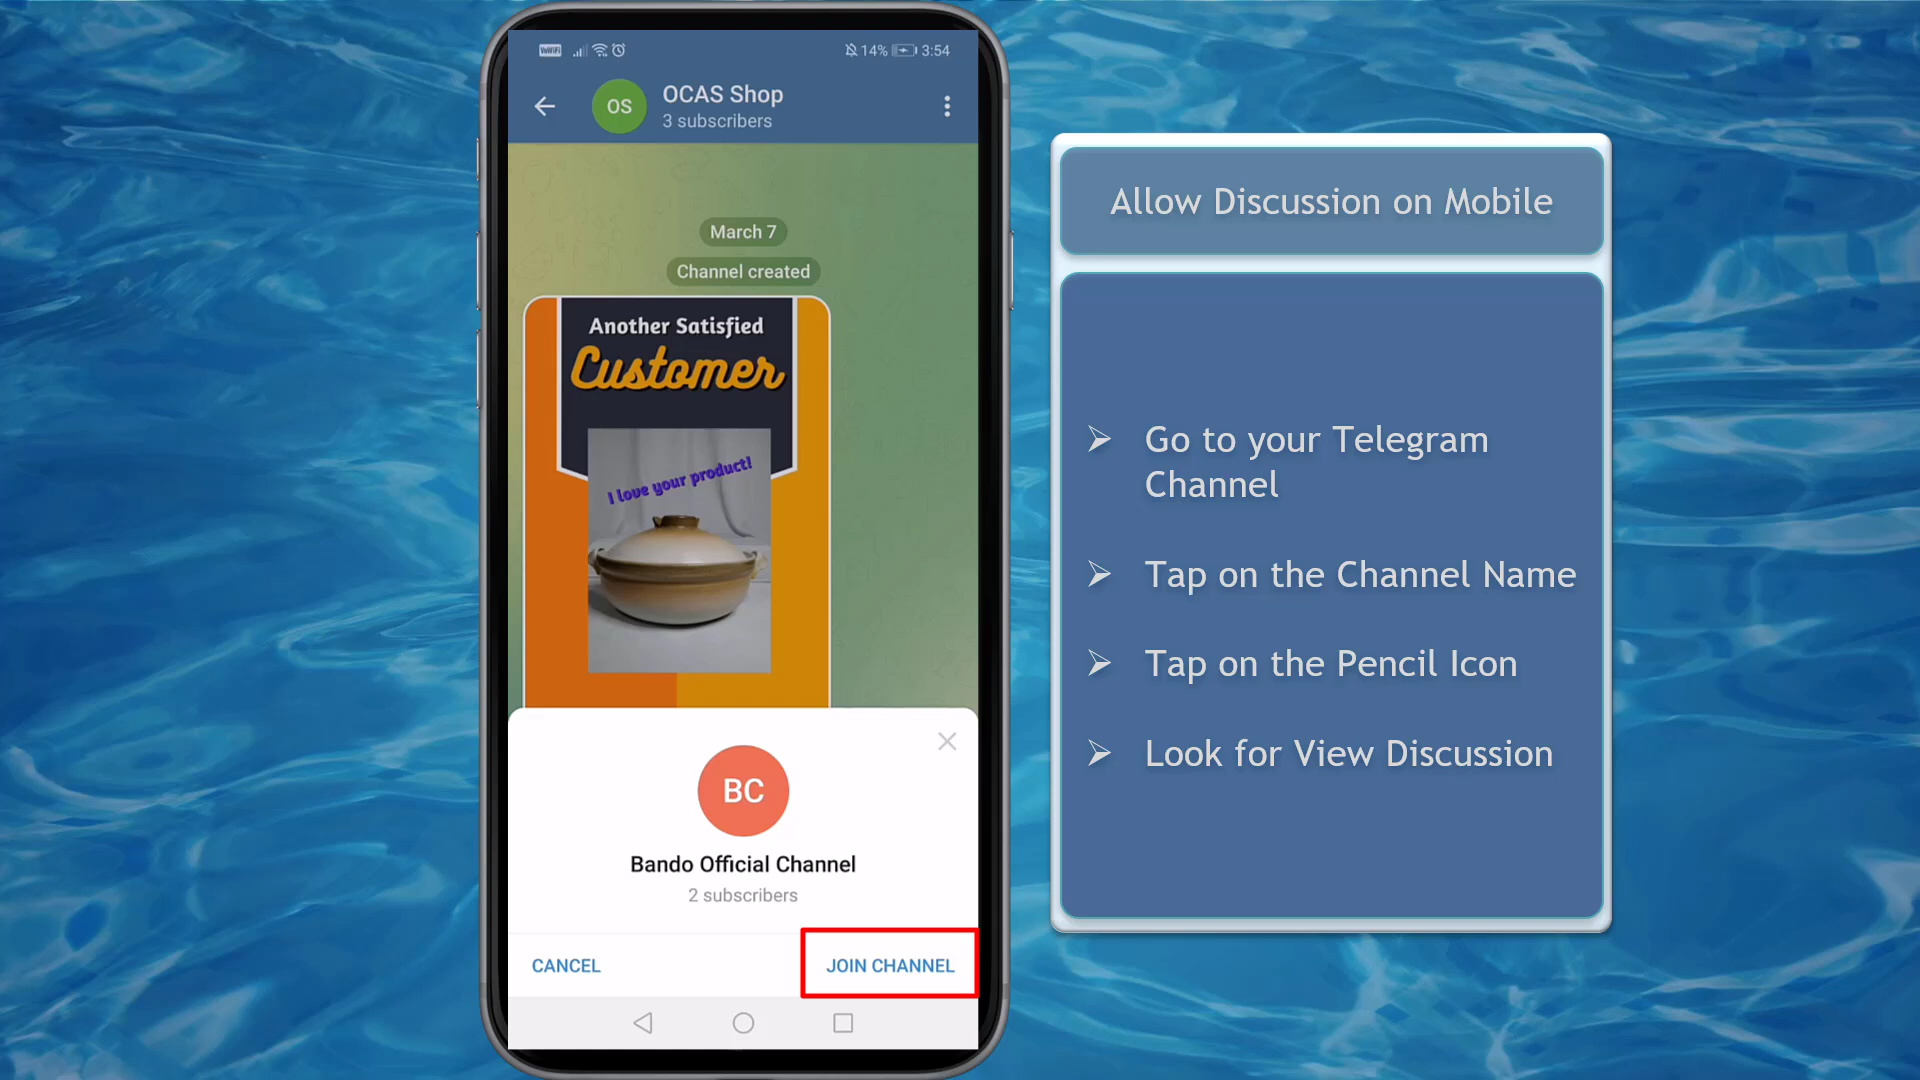 VoWiFi
14%
3:54
OS
OCAS Shop
3 subscribers
March 7
Channel created
Another Satisfied
Customer
I love your product!
BC
Bando Official Channel
2 subscribers
CANCEL
JOIN CHANNEL
Allow Discussion on Mobile
Go to your Telegram
Channel
Tap on the Channel Name
Tap on the Pencil Icon
Look for View Discussion